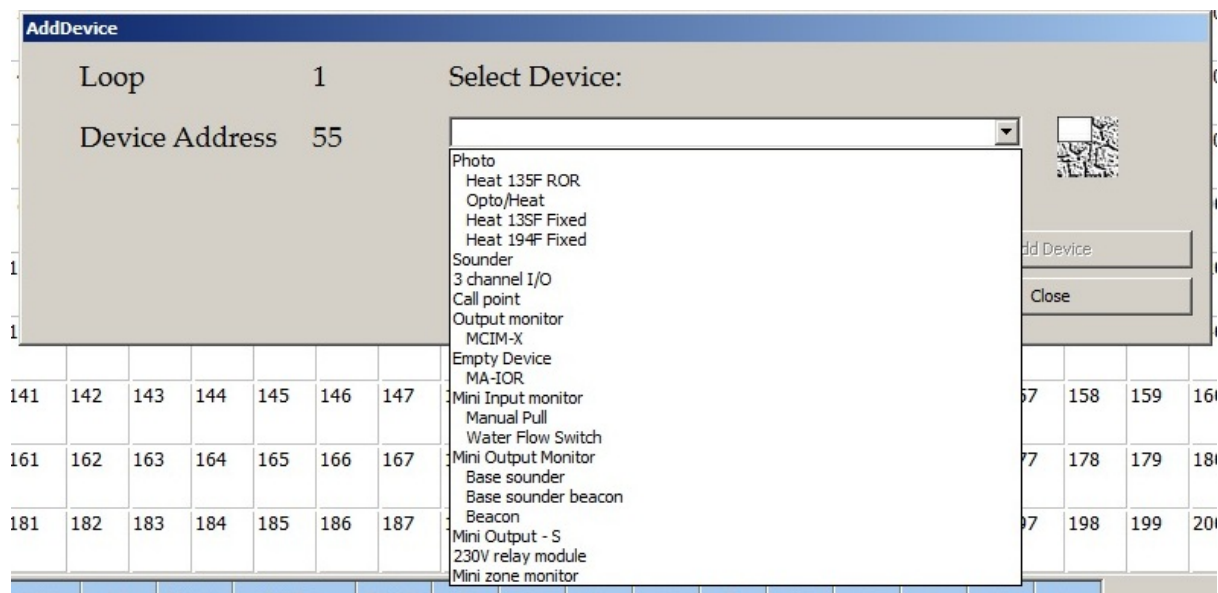 AddDevice
Loop 1 Select Device:
Device Address 55
Photo
Heat 135F ROR
Opto/Heat
Heat 13SF Fixed
Heat 194F Fixed
Sounder
3 channel I/O
Call point
Output monitor
MCIM-X
Empty Device
MA-IOR
Mini Input monitor
Manual Pull
Water Flow Switch
Mini Output Monitor
Base sounder
Base sounder beacon
Beacon
Mini Output - S
230V relay module
Mini zone monitor
Device
Close
141 142 143 144 145 146 147 158 159
161 162 163 164 165 166 167 178 179
181 182 183 184 185 186 187 198 199